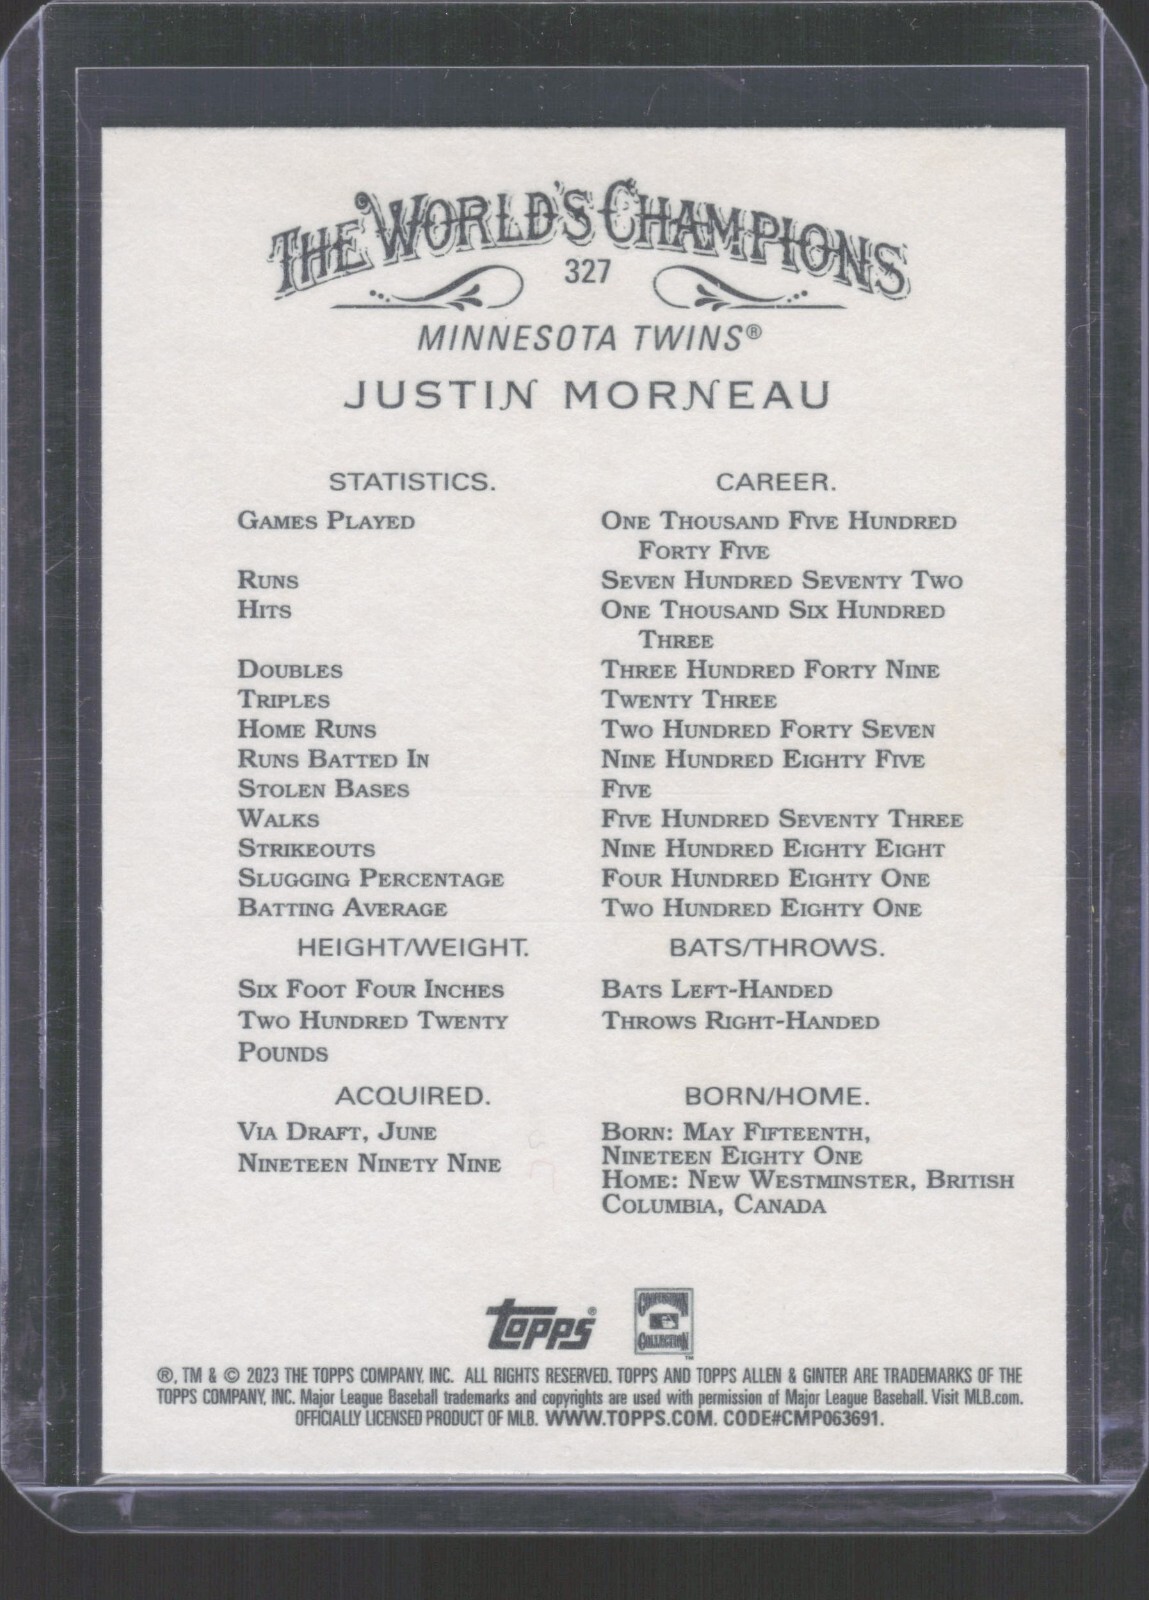 THE WORLD'S CHAMPIONS
327
MINNESOTA TWINS®
JUSTIN MORNEAU
STATISTICS. CAREER.
GAMES PLAYED ONE THOUSAND FIVE HUNDRED
FORTY FIVE
RUNS SEVEN HUNDRED SEVENTY TWO
HITS ONE THOUSAND SIX HUNDRED
THREE
DOUBLES THREE HUNDRED FORTY NINE
TRIPLES TWENTY THREE
HOME RUNS TWO HUNDRED FORTY SEVEN
RUNS BATTED IN NINE HUNDRED EIGHTY FIVE
STOLEN BASES FIVE
WALKS FIVE HUNDRED SEVENTY THREE
STRIKEOUTS NINE HUNDRED EIGHTY EIGHT
SLUGGING PERCENTAGE FOUR HUNDRED EIGHTY ONE
BATTING AVERAGE TWO HUNDRED EIGHTY ONE
HEIGHT/WEIGHT. BATS/THROWS.
SIX FOOT FOUR INCHES BATS LEFT-HANDED
TWO HUNDRED TWENTY THROWS RIGHT-HANDED
POUNDS
ACQUIRED. BORN/HOME.
VIA DRAFT, JUNE BORN: MAY FIFTEENTH,
NINETEEN NINETY NINE NINETEEN EIGHTY ONE
HOME: NEW WESTMINSTER, BRITISH
COLUMBIA, CANADA
Topps® COOPERSTOWN
COLLECTION™
®, TM & © 2023 THE TOPPS COMPANY, INC. ALL RIGHTS RESERVED. TOPPS AND TOPPS ALLEN & GINTER ARE TRADEMARKS OF THE
TOPPS COMPANY, INC. Major League Baseball trademarks and copyrights are used with permission of Major League Baseball. Visit MLB.com.
OFFICIALLY LICENSED PRODUCT OF MLB. WWW.TOPPS.COM. CODE#CMP063691.